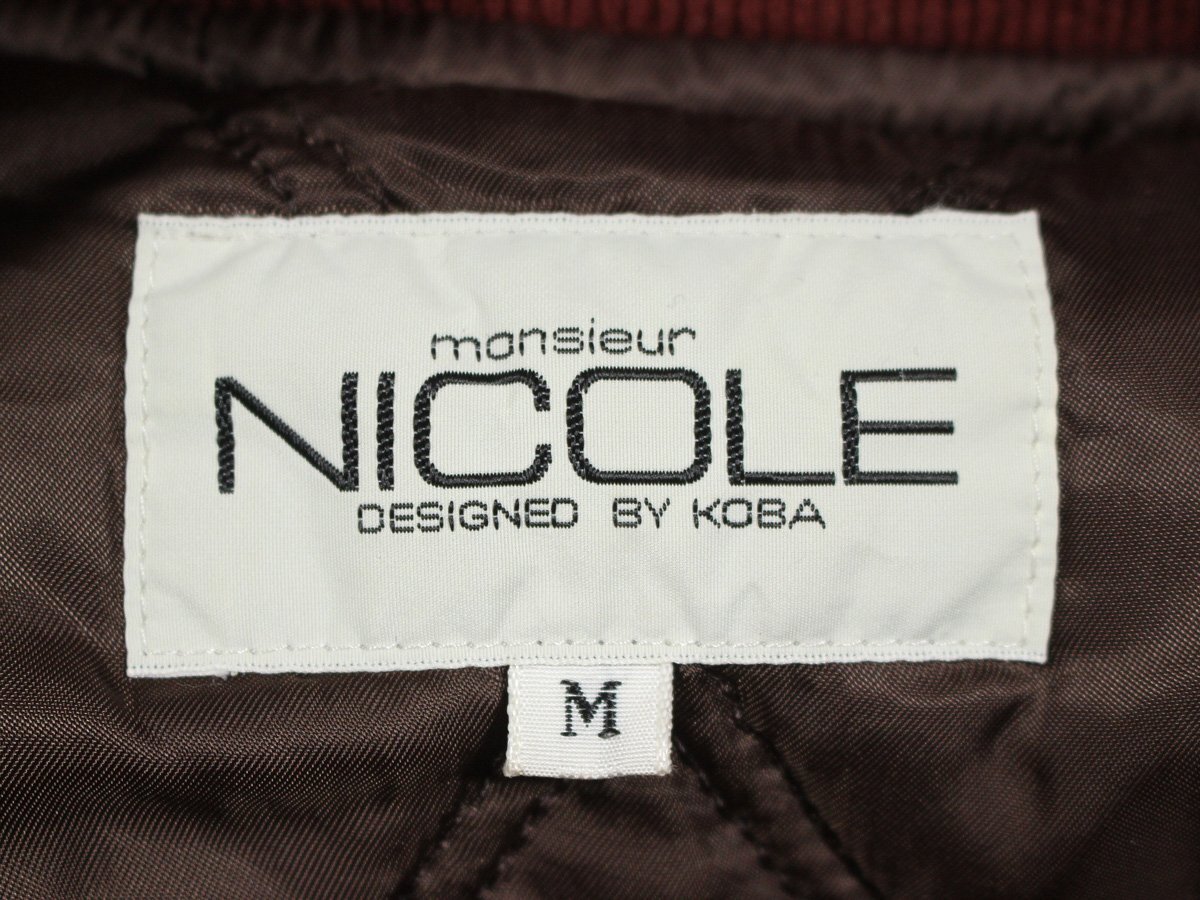 monsieur
NICOLE
DESIGNED BY KOBA
M